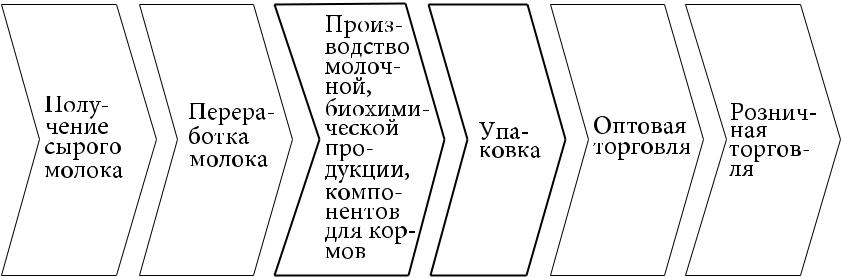 Полу-
чение
сырого
молока
Перера-
ботка
молока
Произ-
водство
молоч-
ной,
биохими-
ческой
про-
дукции,
компо-
нентов
для кор-
мов
Упа-
ковка
Оптовая
торговля
Рознич-
ная
торгов-
ля